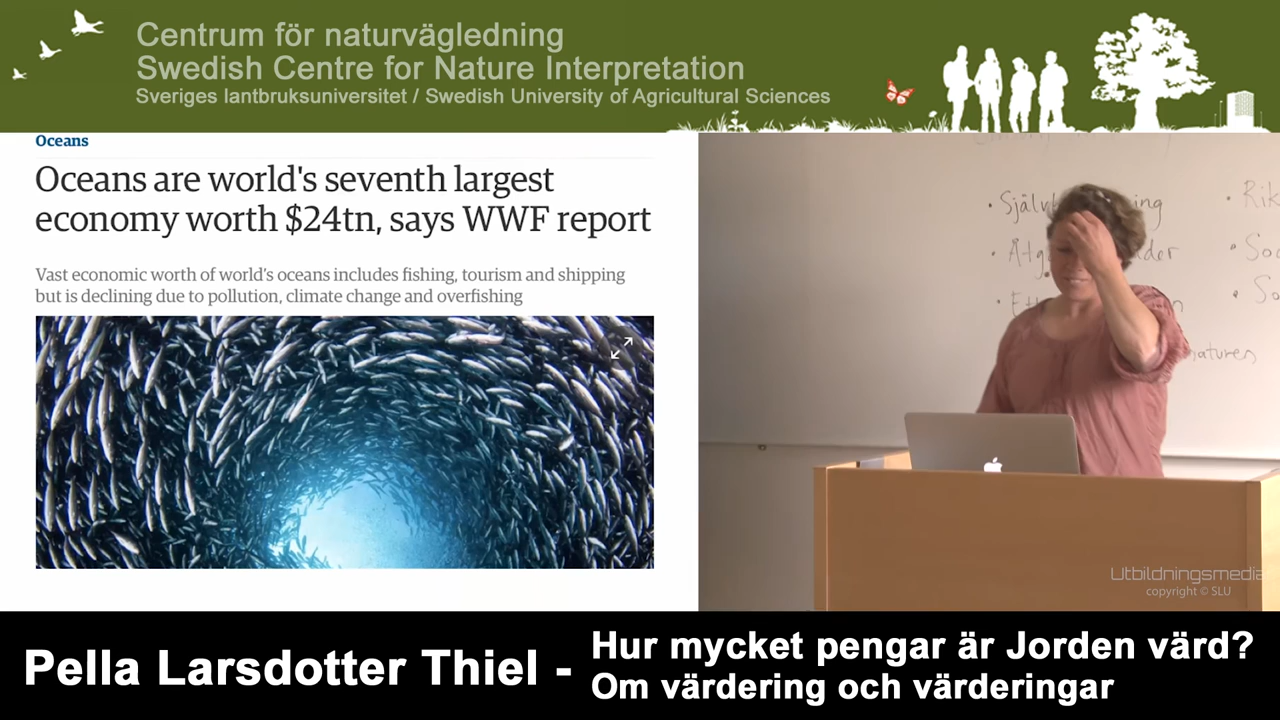 Centrum för naturvägledning
Swedish Centre for Nature Interpretation
Sveriges lantbruksuniversitet / Swedish University of Agricultural Sciences
Oceans
Oceans are world's seventh largest
economy worth $24tn, says WWF report
Vast economic worth of world's oceans includes fishing, tourism and shipping
but is declining due to pollution, climate change and overfishing
Utbildningsmedia
copyright © SLU
Pella Larsdotter Thiel -
Hur mycket pengar är Jorden värd?
Om värdering och värderingar